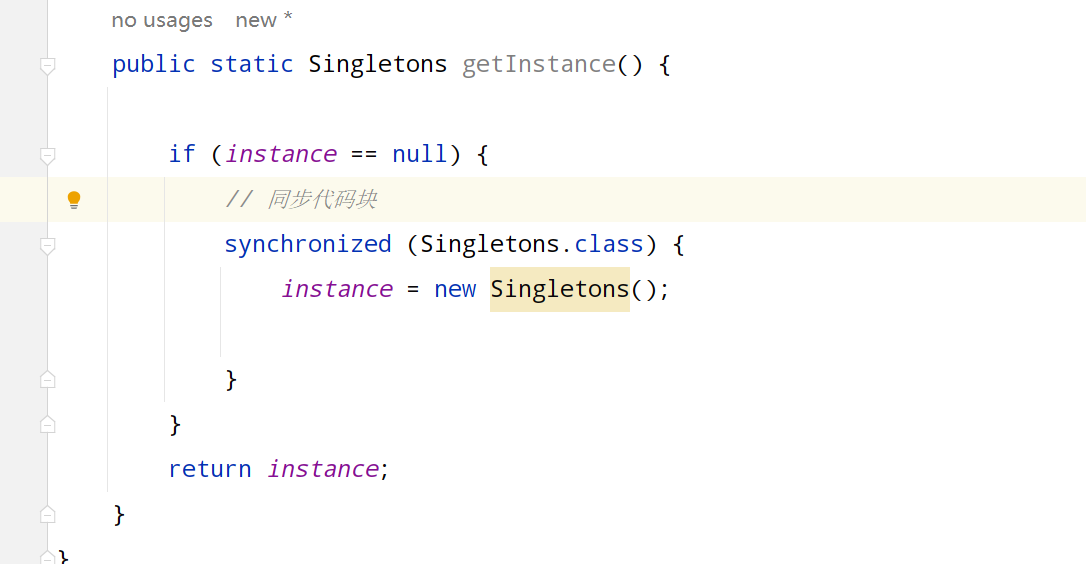 no usages   new *
public static Singletons getInstance() {
if (instance == null) {
// 同步代码块
synchronized (Singletons.class) {
instance = new Singletons();
}
}
return instance;
}
}